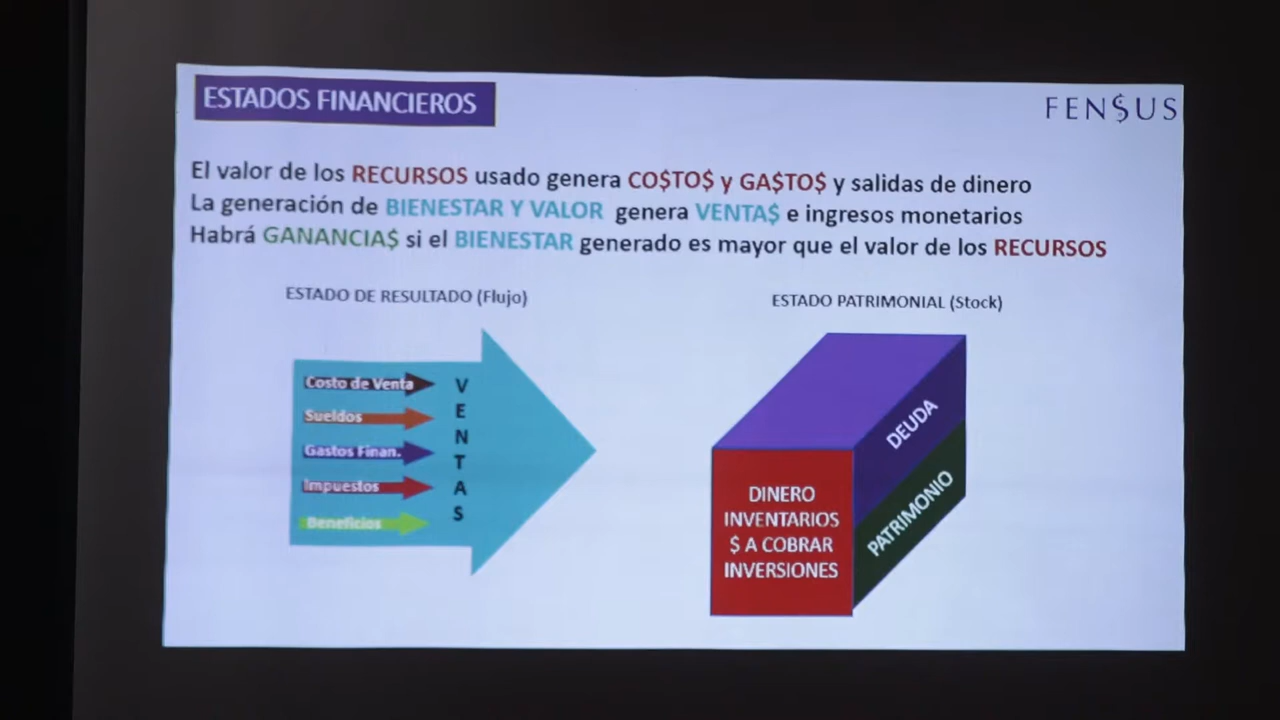 ESTADOS FINANCIEROS
FEN$US
El valor de los RECURSOS usado genera CO$TO$ y GA$TO$ y salidas de dinero
La generación de BIENESTAR Y VALOR genera VENTA$ e ingresos monetarios
Habrá GANANCIA$ si el BIENESTAR generado es mayor que el valor de los RECURSOS
ESTADO DE RESULTADO (Flujo)
Costo de Venta
Sueldos
Gastos Finan.
Impuestos
Beneficios
VENTAS
ESTADO PATRIMONIAL (Stock)
DINERO
INVENTARIOS
$ A COBRAR
INVERSIONES
DEUDA
PATRIMONIO